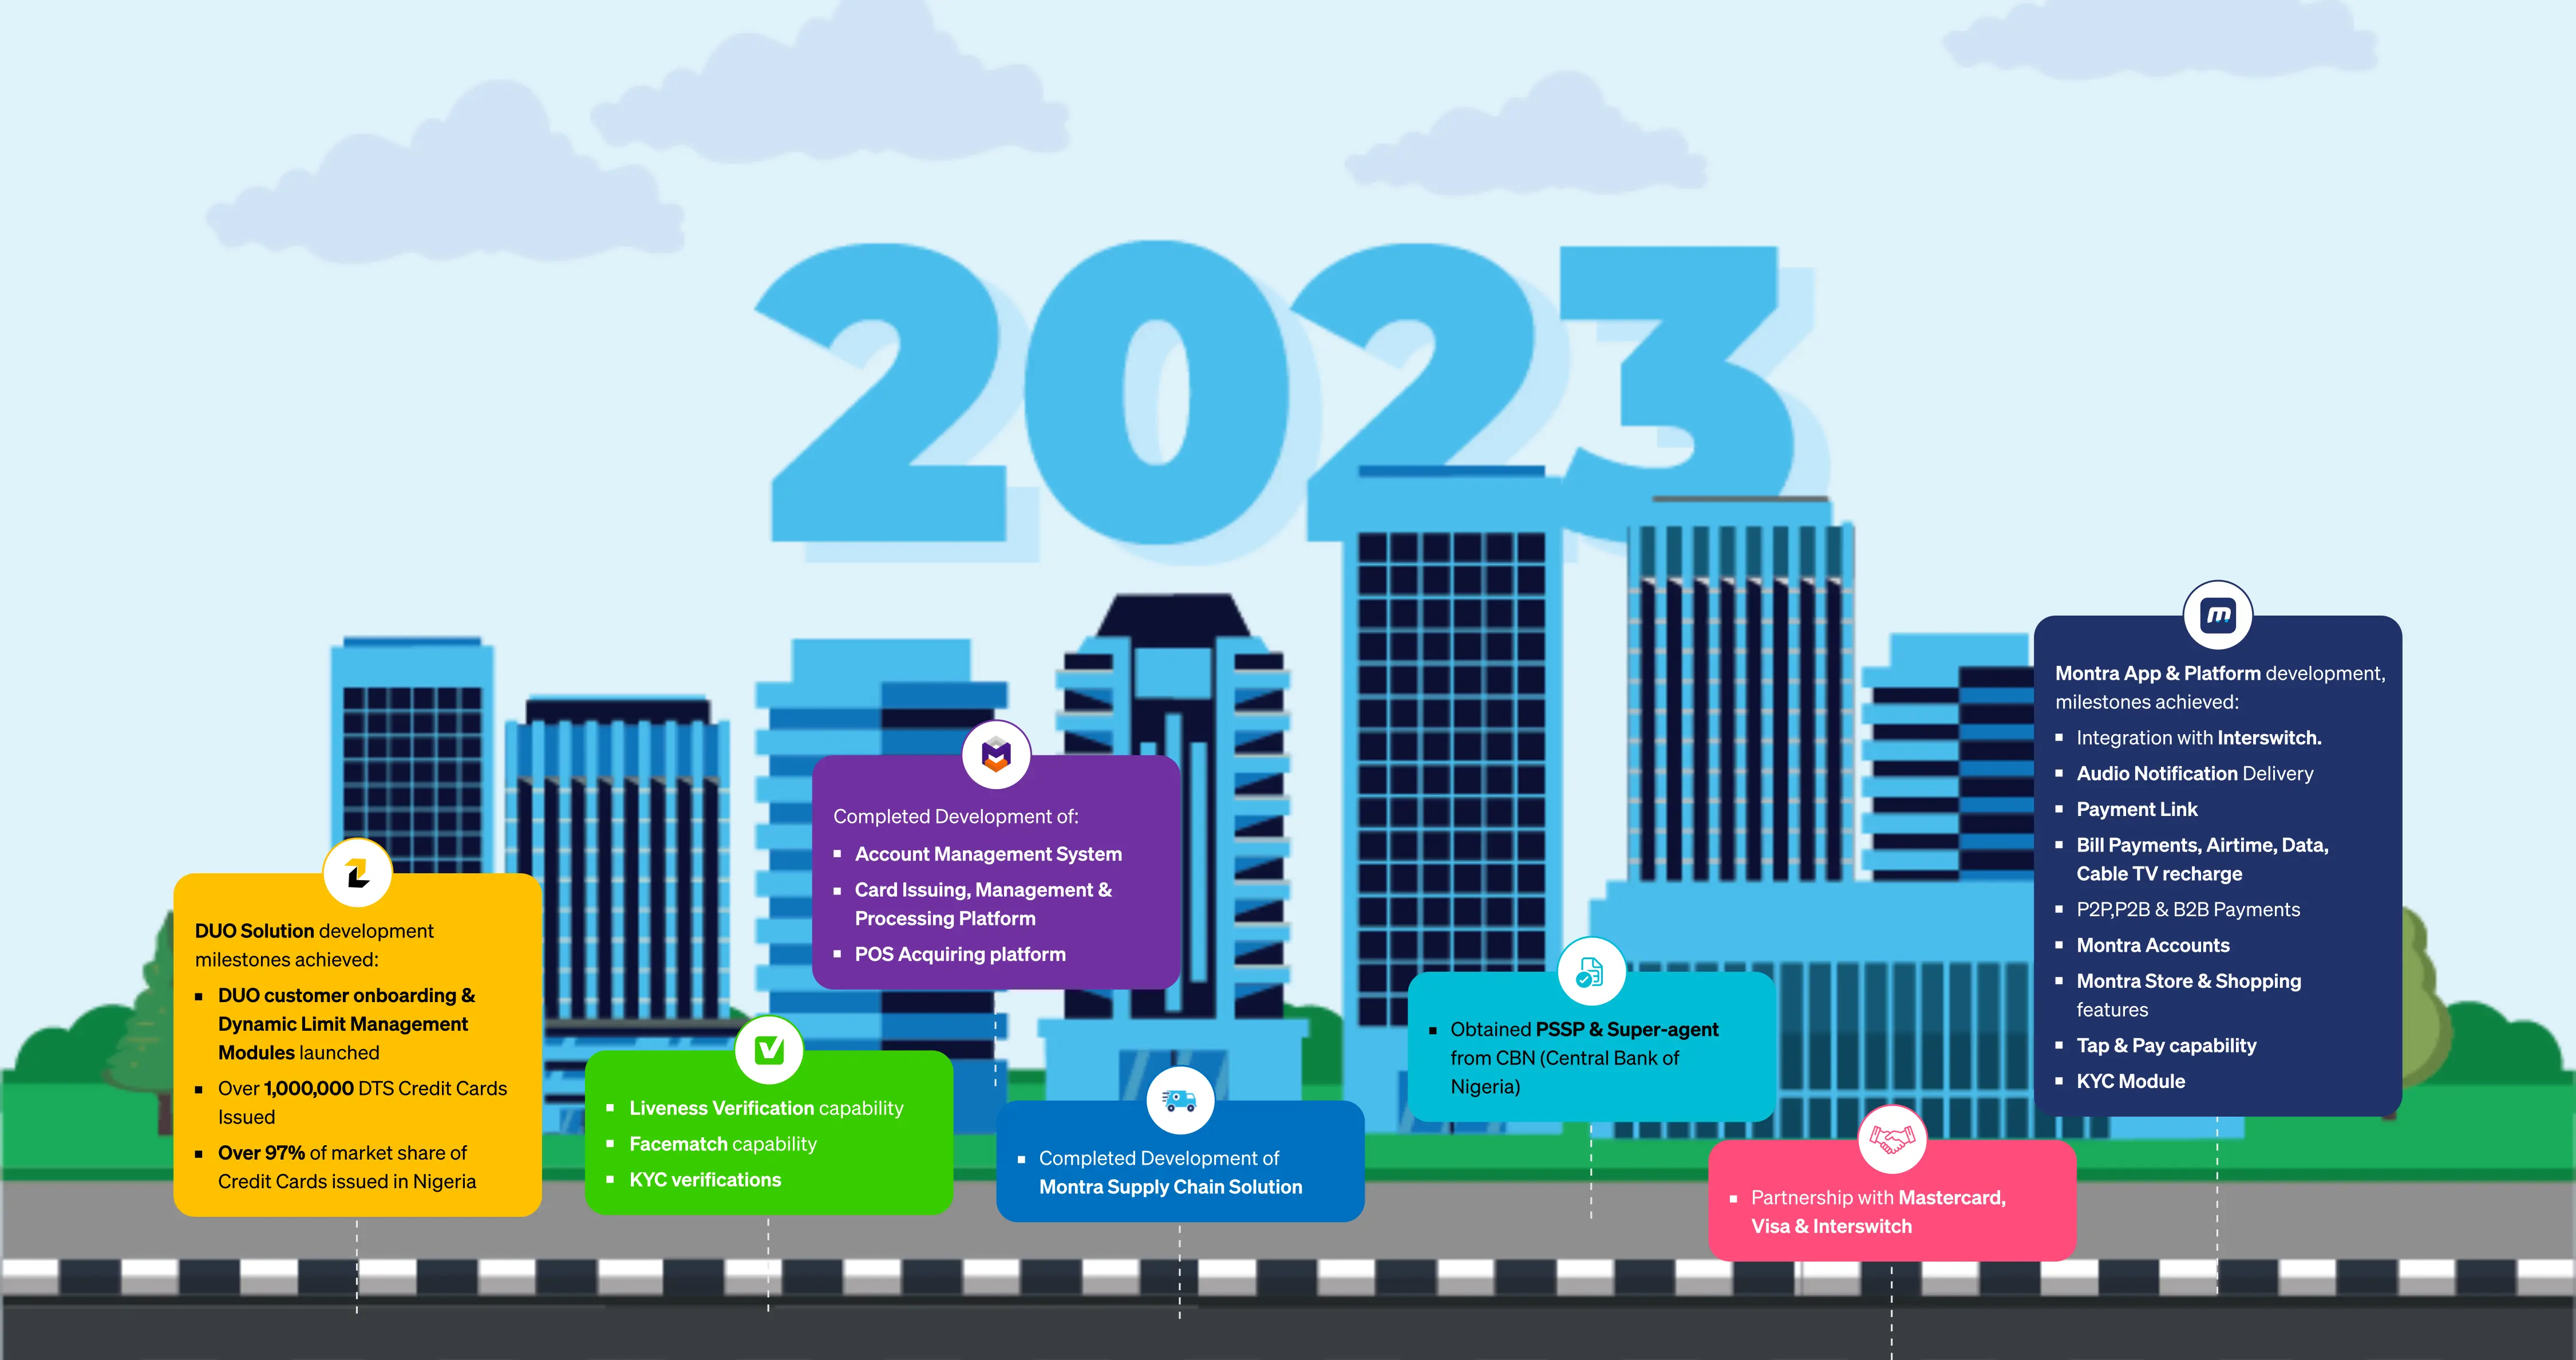 2023
DUO Solution development
milestones achieved:
▪ DUO customer onboarding &
Dynamic Limit Management
Modules launched
▪ Over 1,000,000 DTS Credit Cards
Issued
▪ Over 97% of market share of
Credit Cards issued in Nigeria
▪ Liveness Verification capability
▪ Facematch capability
▪ KYC verifications
Completed Development of:
▪ Account Management System
▪ Card Issuing, Management &
Processing Platform
▪ POS Acquiring platform
▪ Completed Development of
Montra Supply Chain Solution
▪ Obtained PSSP & Super-agent
from CBN (Central Bank of
Nigeria)
▪ Partnership with Mastercard,
Visa & Interswitch
m
Montra App & Platform development,
milestones achieved:
▪ Integration with Interswitch.
▪ Audio Notification Delivery
▪ Payment Link
▪ Bill Payments, Airtime, Data,
Cable TV recharge
▪ P2P,P2B & B2B Payments
▪ Montra Accounts
▪ Montra Store & Shopping
features
▪ Tap & Pay capability
▪ KYC Module